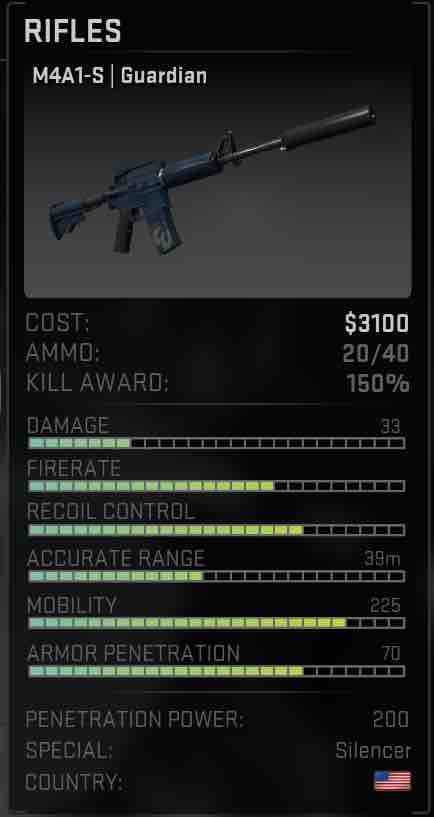 RIFLES
M4A1-S | Guardian
COST: $3100
AMMO: 20/40
KILL AWARD: 150%
DAMAGE 33
FIRERATE
RECOIL CONTROL
ACCURATE RANGE 39m
MOBILITY 225
ARMOR PENETRATION 70
PENETRATION POWER: 200
SPECIAL: Silencer
COUNTRY: